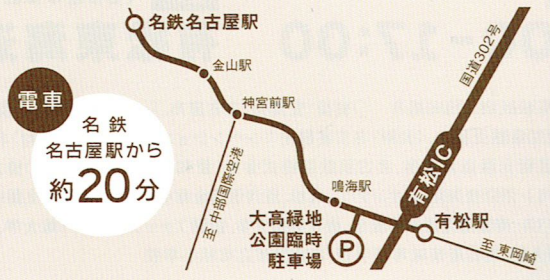 名鉄名古屋駅
金山駅
電車
名鉄
名古屋駅から
約20分
神宮前駅
至中部国際空港
国道302号
有松IC
鳴海駅
大高緑地
公園臨時
駐車場
P
有松駅
至東岡崎
17:00